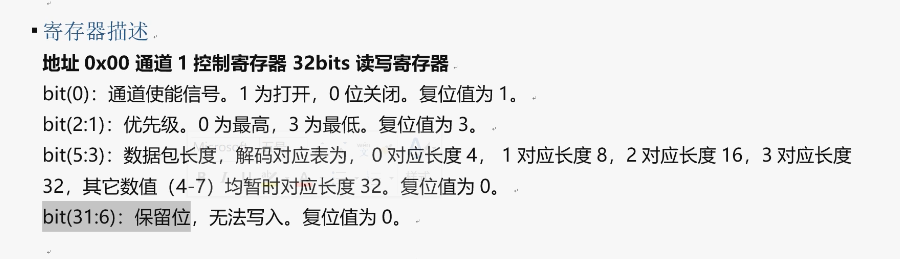 寄存器描述
地址 0x00 通道 1 控制寄存器 32bits 读写寄存器
bit(0)：通道使能信号。1 为打开，0 位关闭。复位值为 1。
bit(2:1)：优先级。0 为最高，3 为最低。复位值为 3。
bit(5:3)：数据包长度，解码对应表为， 0 对应长度 4， 1 对应长度 8，2 对应长度 16，3 对应长度
32，其它数值（4-7）均暂时对应长度 32。复位值为 0。
bit(31:6)：保留位，无法写入。复位值为 0。